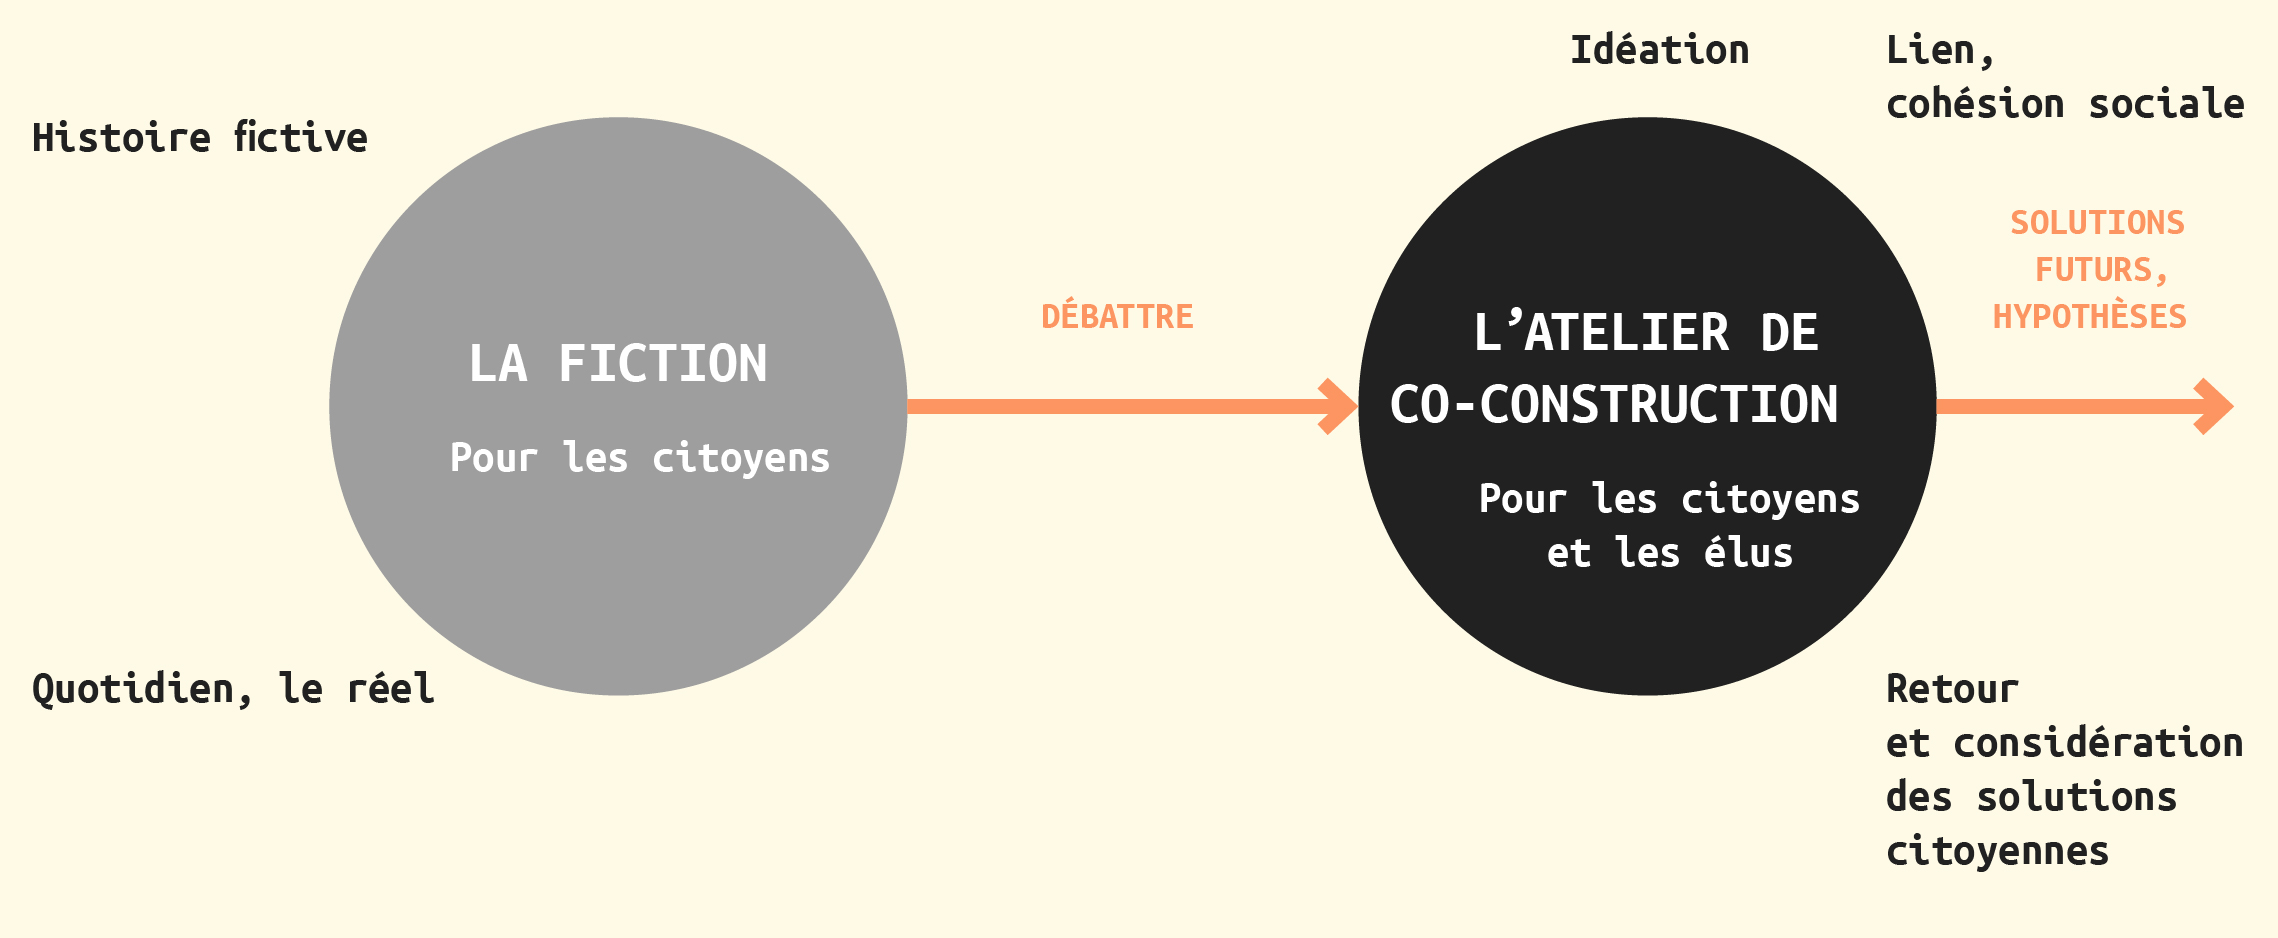 Histoire fictive
Quotidien, le réel
LA FICTION
Pour les citoyens
DÉBATTRE
Idéation
L’ATELIER DE
CO-CONSTRUCTION
Pour les citoyens
et les élus
Lien,
cohésion sociale
SOLUTIONS
FUTURS,
HYPOTHÈSES
Retour
et considération
des solutions
citoyennes